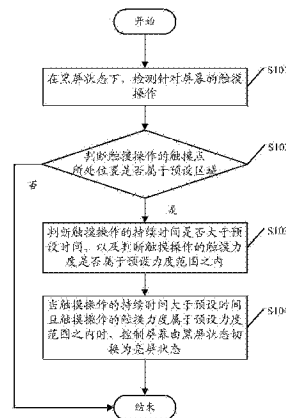 开始
S101
在黑屏状态下，检测针对屏幕的触摸
操作
S102
判断触摸操作的触摸点
所处位置是否属于预设区域
否
是
S103
判断触摸操作的持续时间是否大于
预设时间，以及判断触摸操作的触摸力
度是否属于预设力度范围之内
S104
当触摸操作的持续时间大于预设时间
且触摸操作的触摸力度属于预设力度
范围之内时，控制屏幕由黑屏状态切
换为亮屏状态
结束